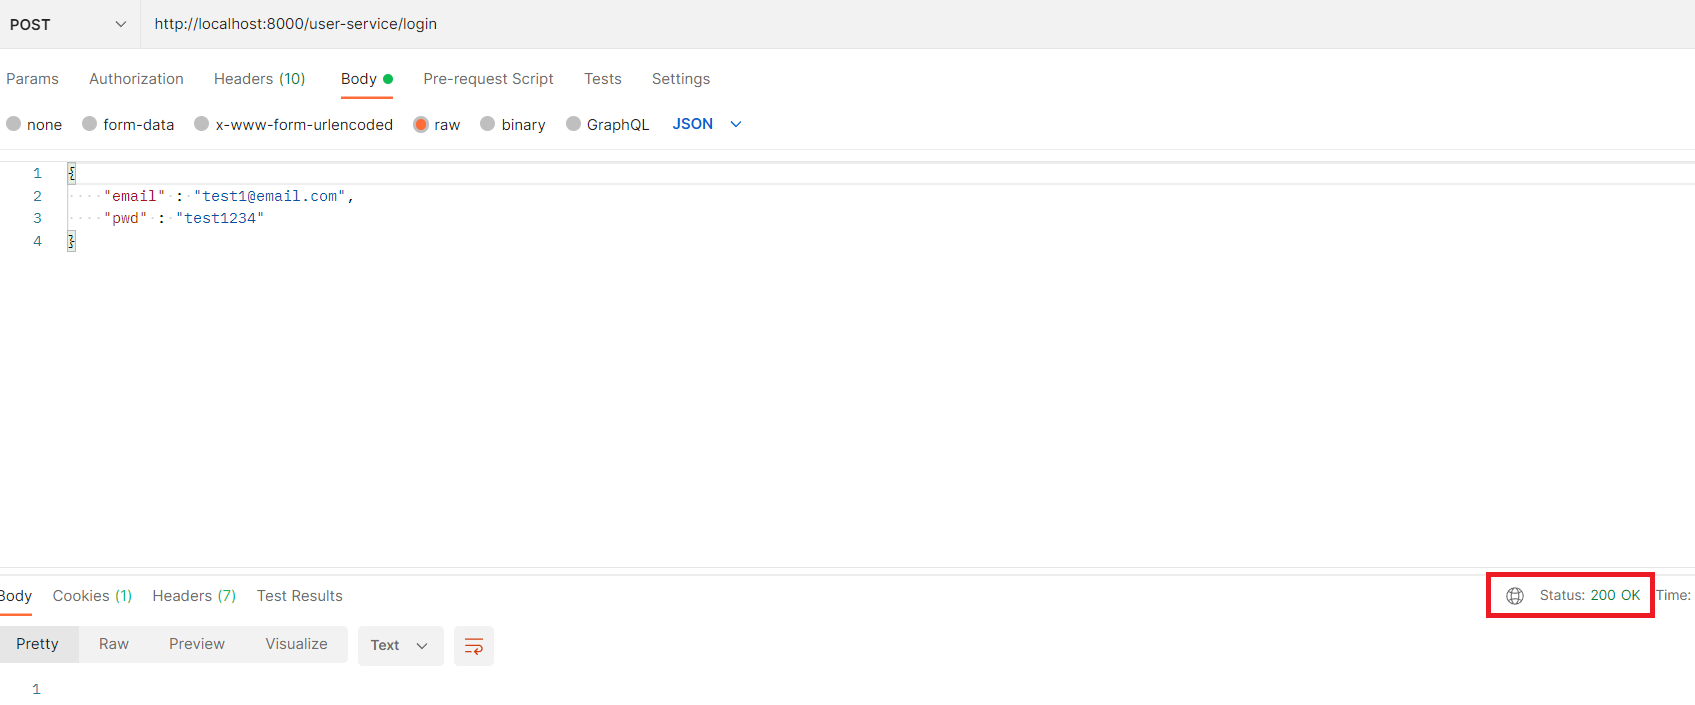 POST http://localhost:8000/user-service/login
Params Authorization Headers (10) Body Pre-request Script Tests Settings
none form-data x-www-form-urlencoded raw binary GraphQL JSON
1 {
2 "email" : "test1@email.com",
3 "pwd" : "test1234"
4 }
Body Cookies (1) Headers (7) Test Results Status: 200 OK Time:
Pretty Raw Preview Visualize Text
1